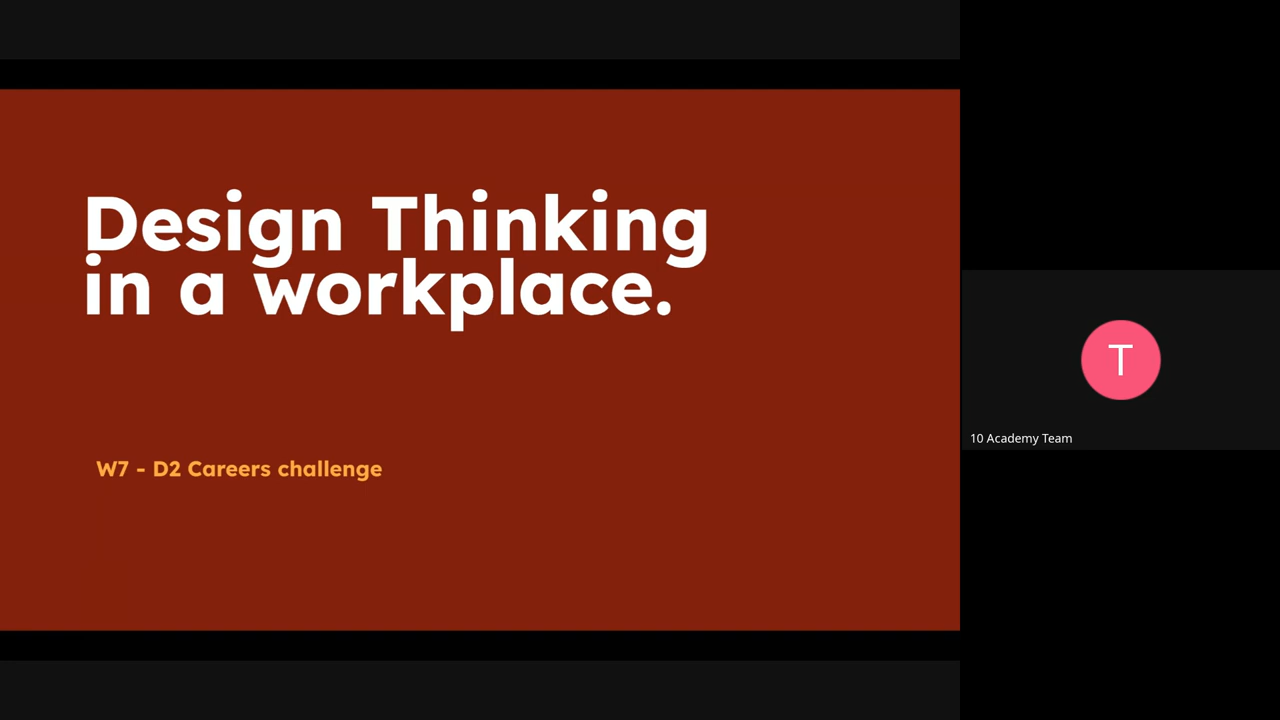 Design Thinking
in a workplace.
W7 - D2 Careers challenge
T
10 Academy Team